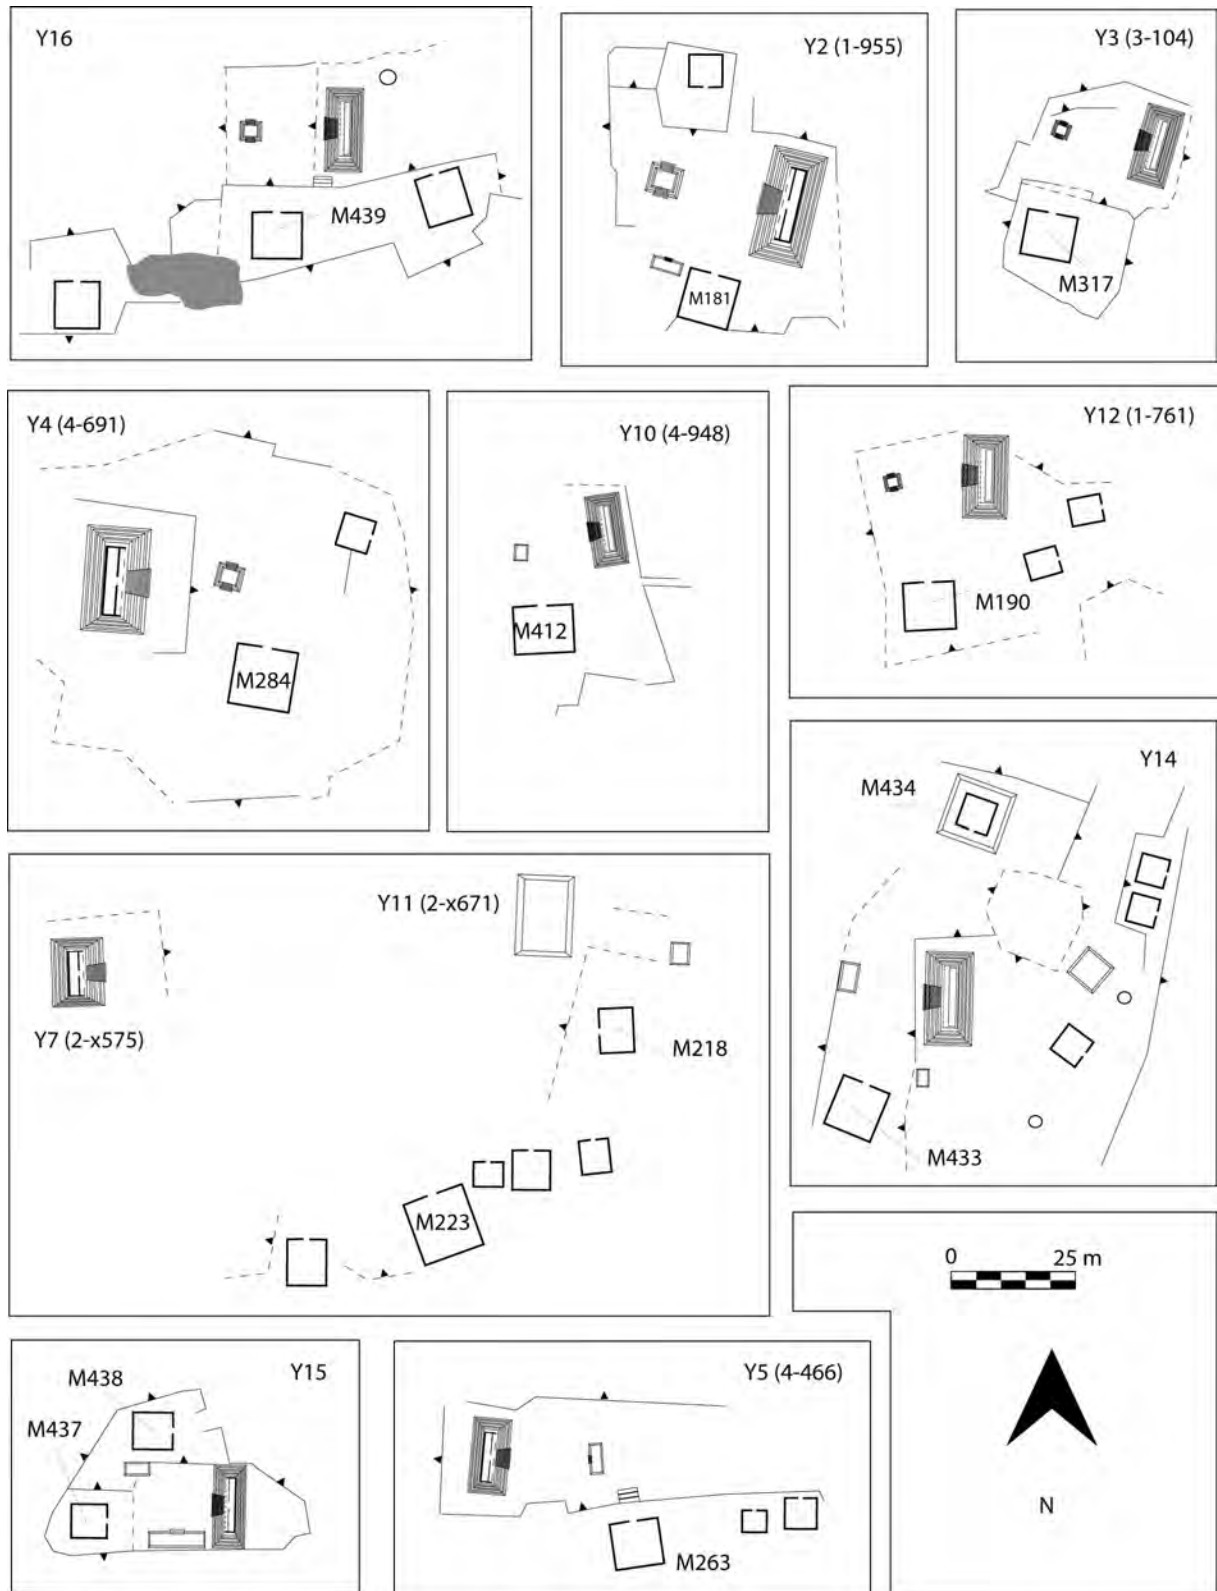 Y16
M439
Y2 (1-955)
M181
Y3 (3-104)
M317
Y4 (4-691)
M284
Y10 (4-948)
M412
Y12 (1-761)
M190
Y14
M434
M433
Y11 (2-x671)
Y7 (2-x575)
M218
M223
0 25 m
N
Y15
M438
M437
Y5 (4-466)
M263